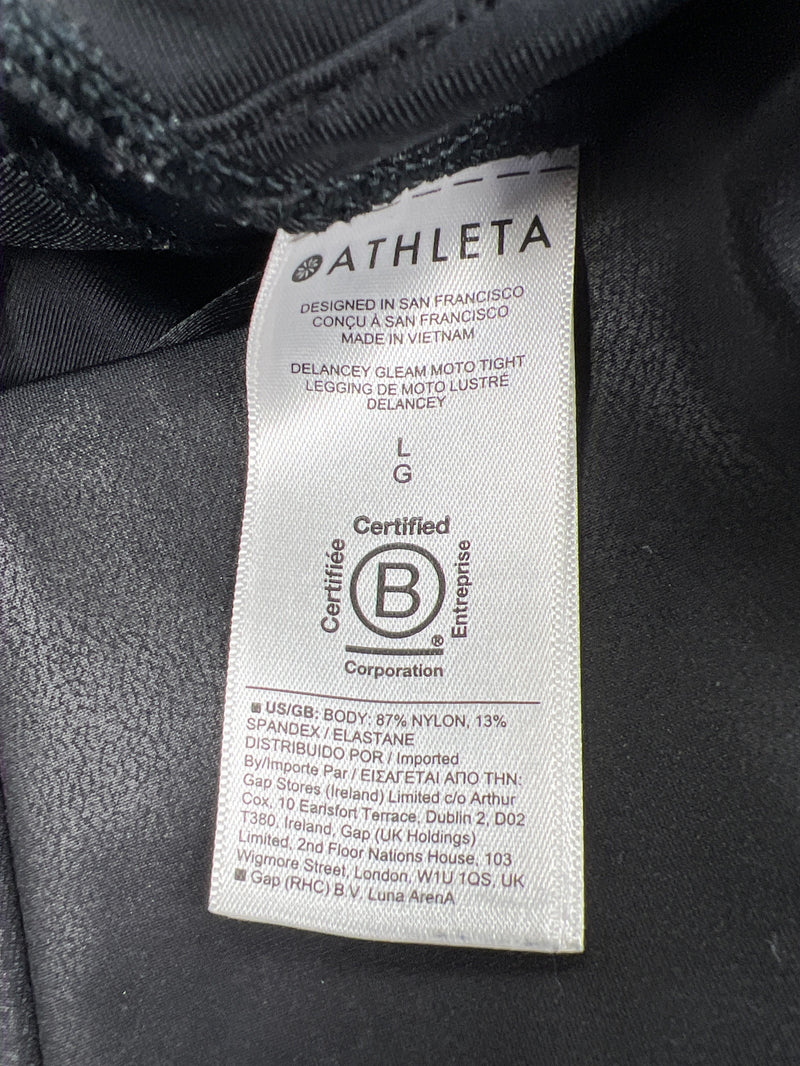 ATHLETA
DESIGNED IN SAN FRANCISCO
CONÇU À SAN FRANCISCO
MADE IN VIETNAM
DELANCEY GLEAM MOTO TIGHT
LEGGING DE MOTO LUSTRÉ
DELANCEY
L
G
Certified
Certifiée
B
Entreprise
®
Corporation
US/GB: BODY: 87% NYLON, 13%
SPANDEX / ELASTANE
DISTRIBUIDO POR / Imported
By/Importe Par / ΕΙΣΑΓΕΤΑΙ ΑΠΟ ΤΗΝ:
Gap Stores (Ireland) Limited c/o Arthur
Cox, 10 Earlsfort Terrace, Dublin 2, D02
T380, Ireland, Gap (UK Holdings)
Limited, 2nd Floor Nations House, 103
Wigmore Street, London, W1U 1QS, UK
Gap (RHC) B.V. Luna ArenA